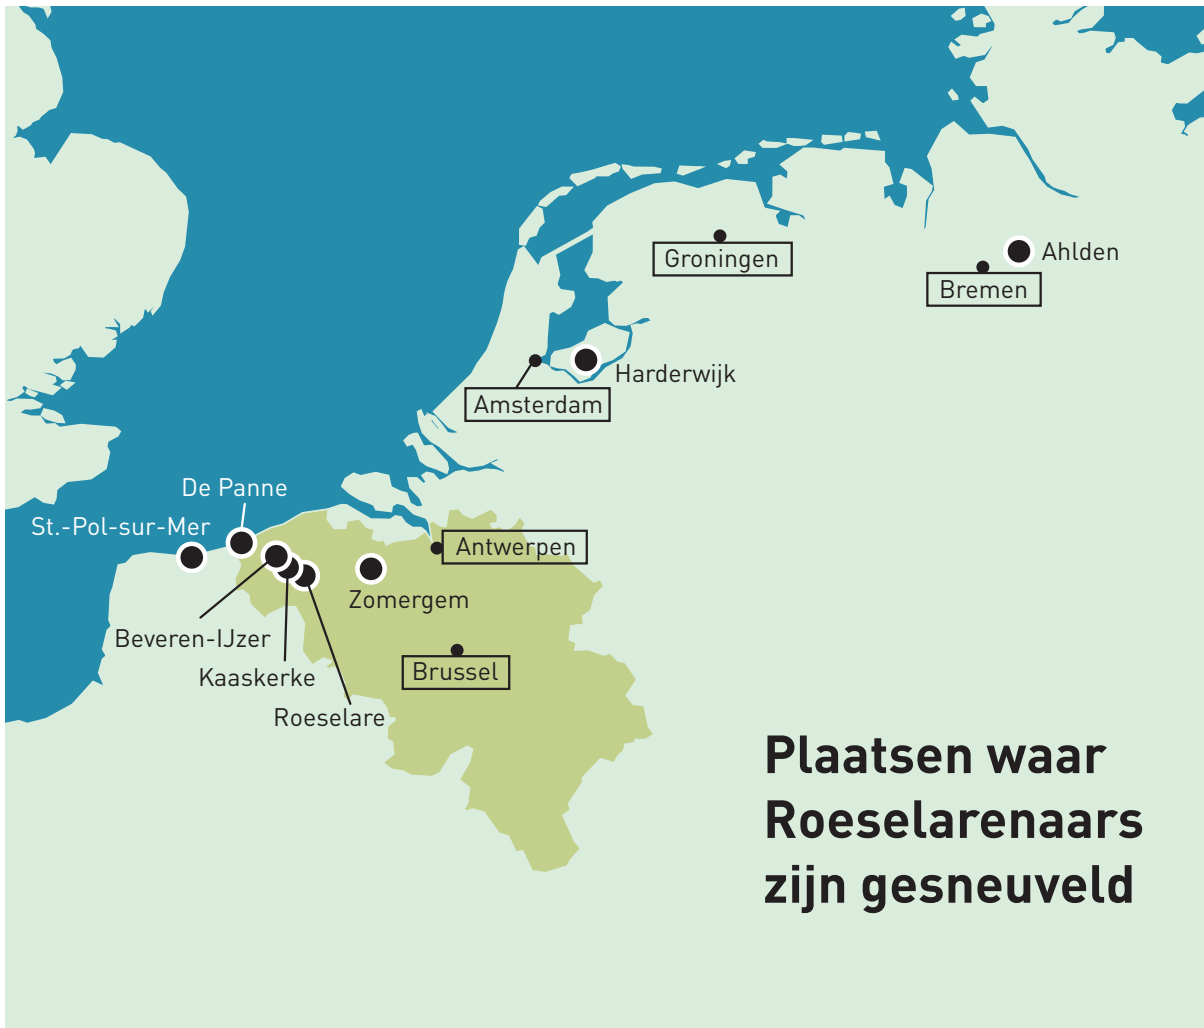 Groningen
Ahlden
Bremen
Harderwijk
Amsterdam
De Panne
St.-Pol-sur-Mer
Antwerpen
Zomergem
Beveren-IJzer
Brussel
Kaaskerke
Roeselare
Plaatsen waar
Roeselarenaars
zijn gesneuveld